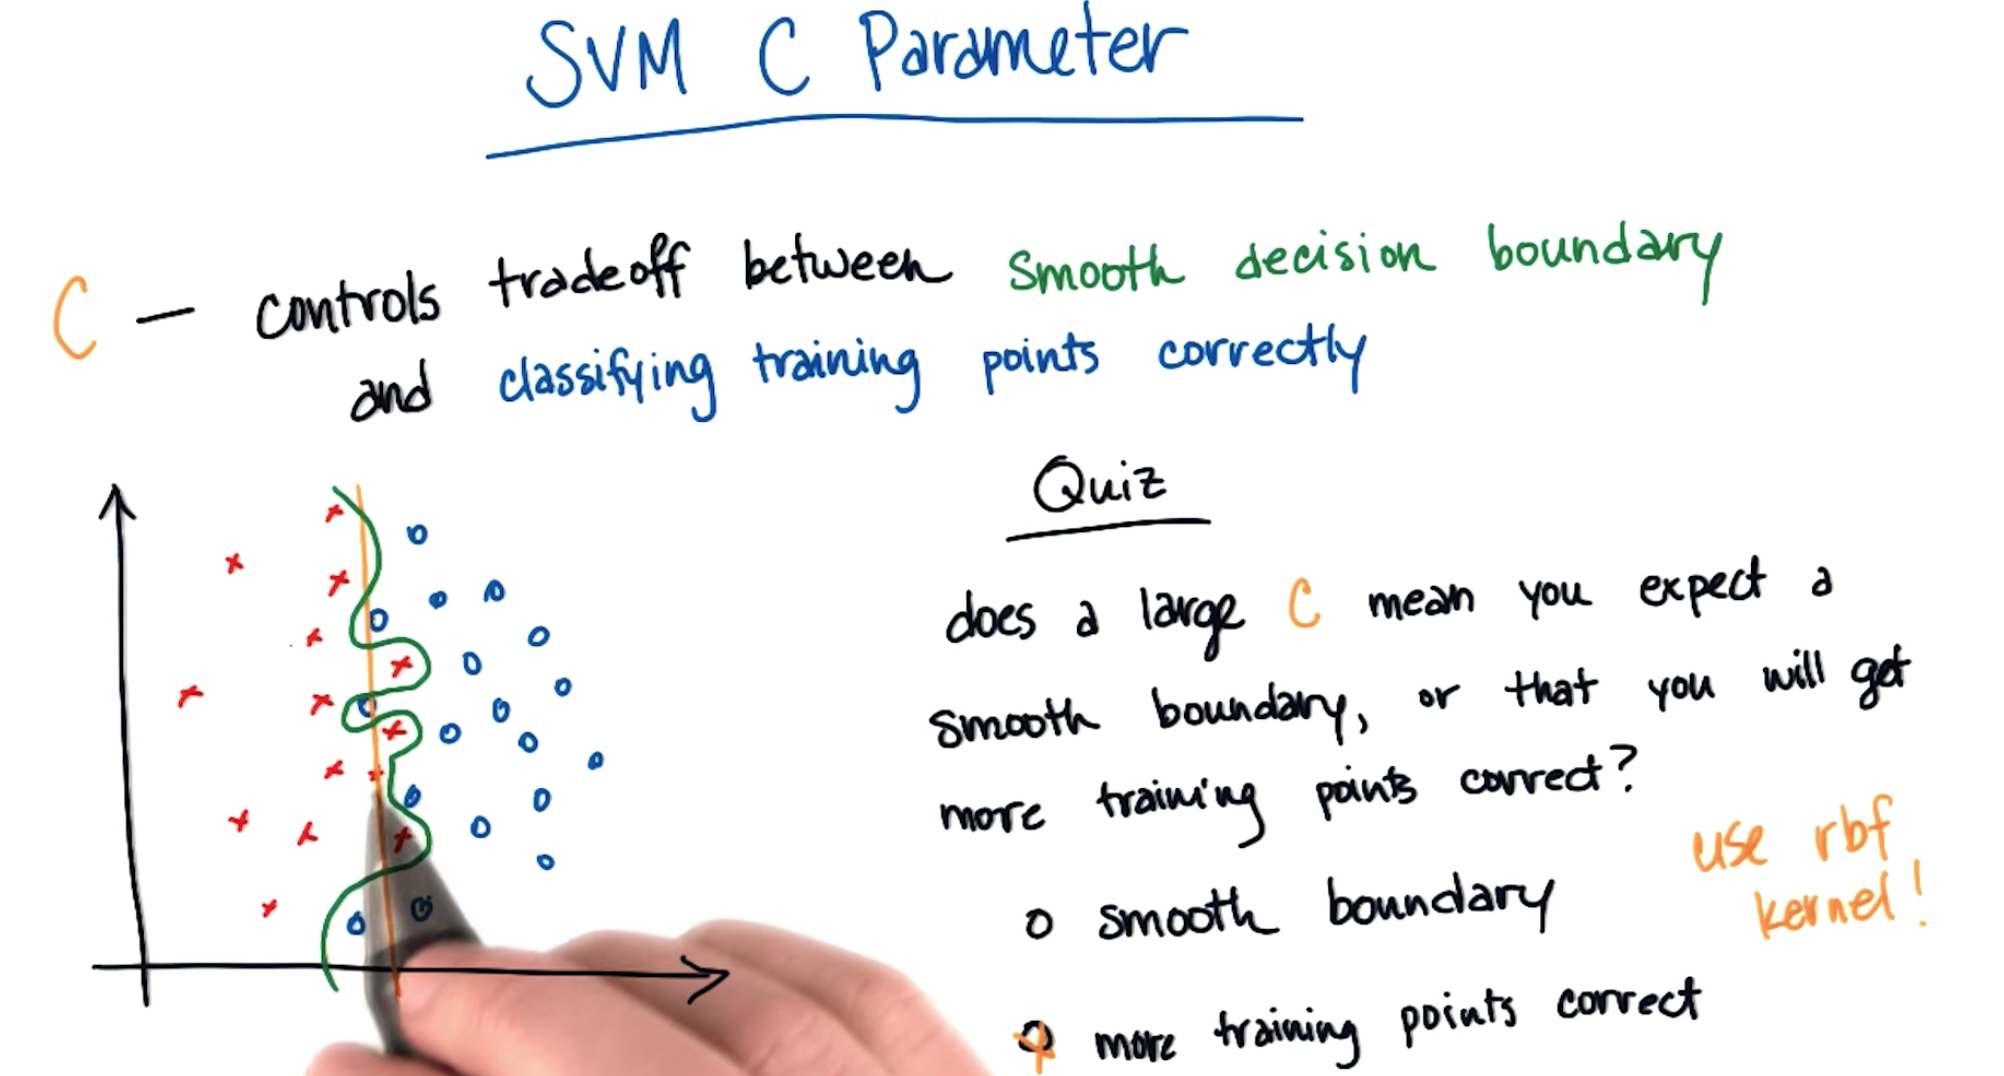 SVM C Parameter
C – controls tradeoff between smooth decision boundary
and classifying training points correctly
Quiz
does a large C mean you expect a
smooth boundary, or that you will get
more training points correct?
use rbf
kernel!
o smooth boundary
o more training points correct